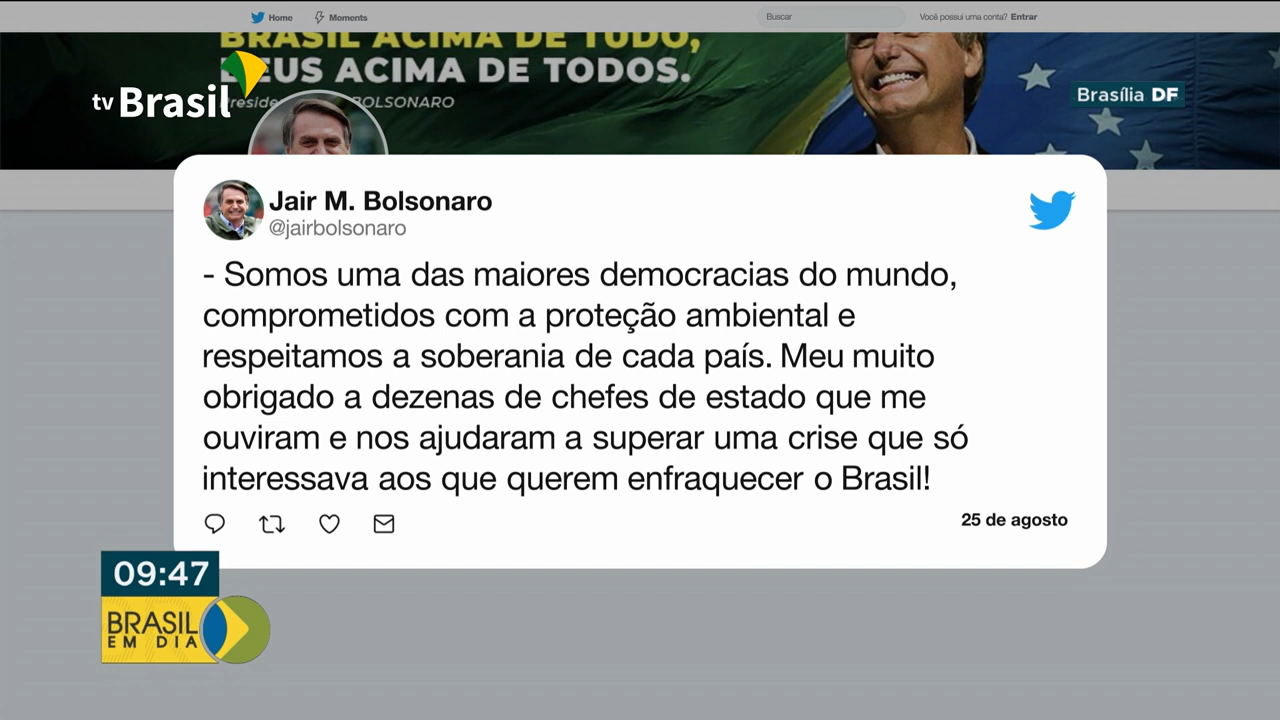 Home Moments
Buscar
Você possui uma conta? Entrar
BRASIL ACIMA DE TUDO,
DEUS ACIMA DE TODOS.
BOLSONARO
tv Brasil
Brasília DF
Jair M. Bolsonaro
@jairbolsonaro
- Somos uma das maiores democracias do mundo,
comprometidos com a proteção ambiental e
respeitamos a soberania de cada país. Meu muito
obrigado a dezenas de chefes de estado que me
ouviram e nos ajudaram a superar uma crise que só
interessava aos que querem enfraquecer o Brasil!
25 de agosto
09:47
BRASIL
EM DIA